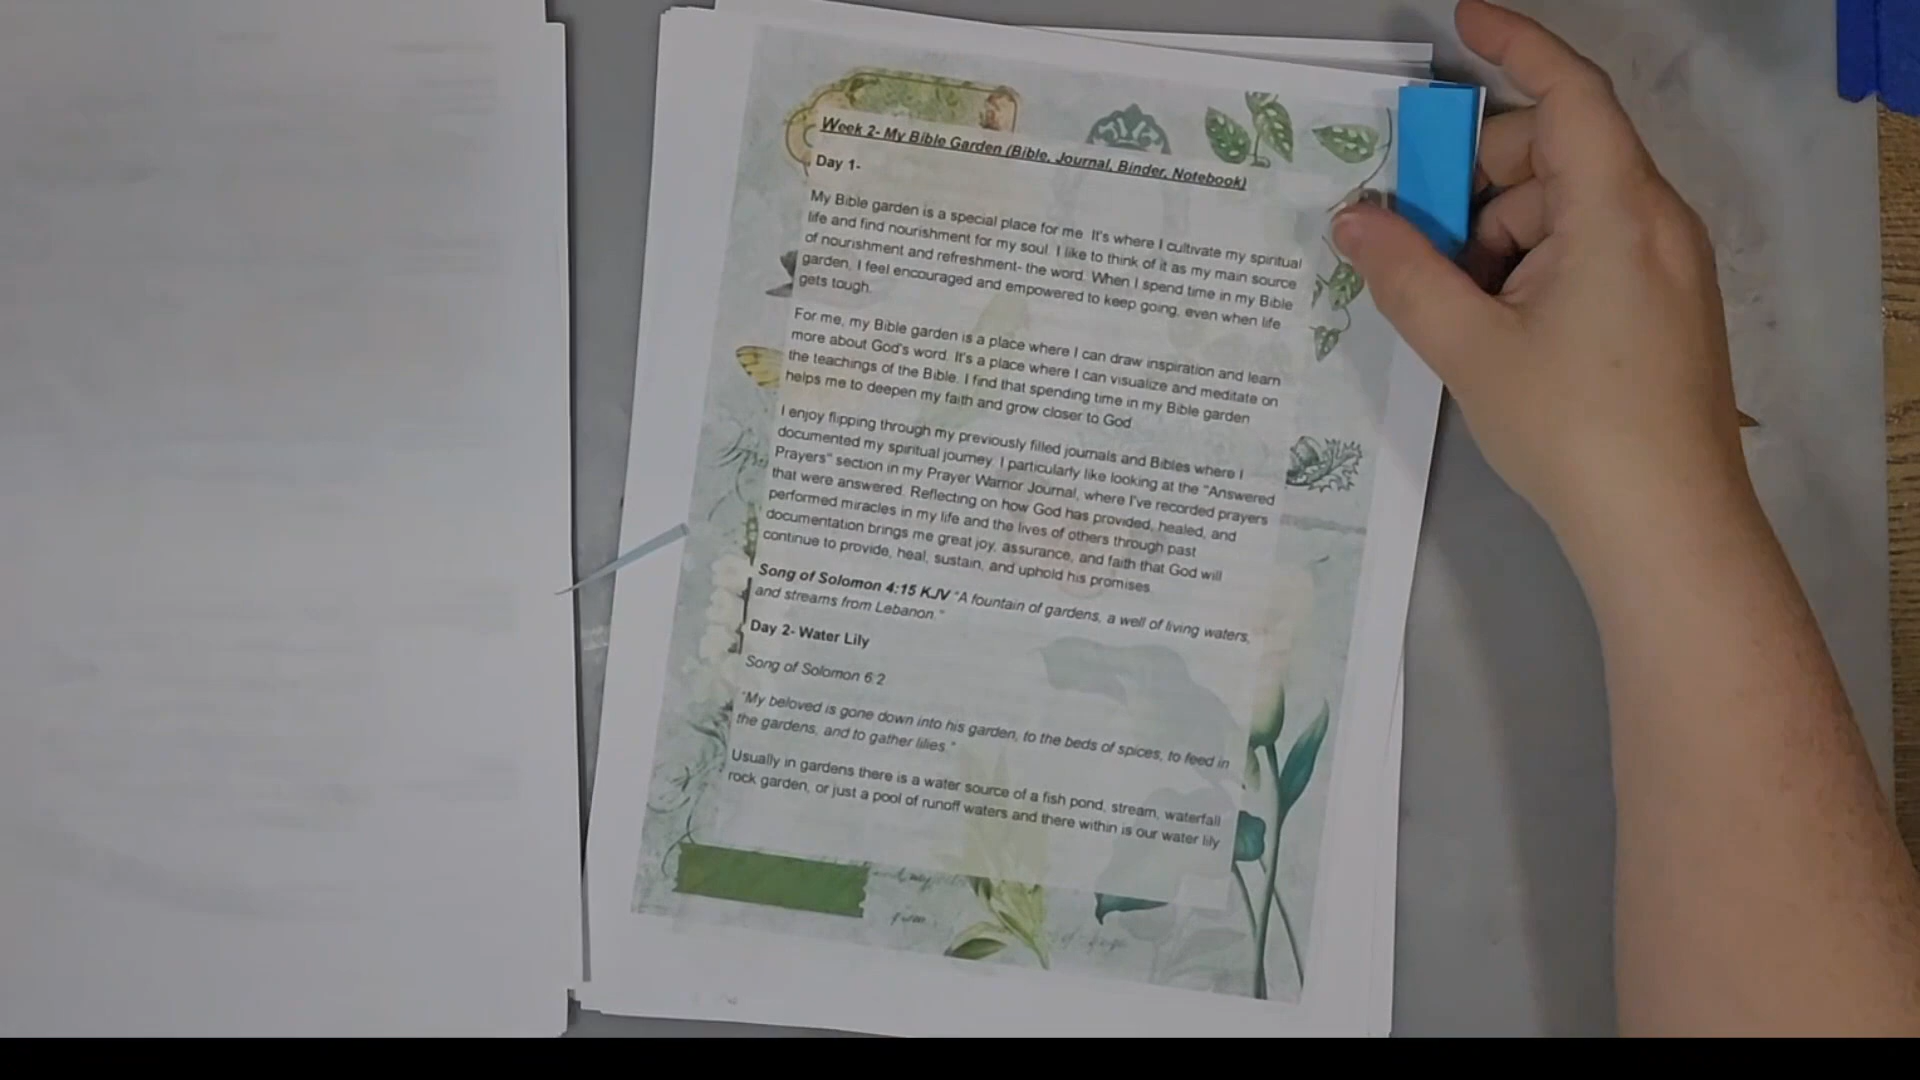 Week 2- My Bible Garden (Bible, Journal, Binder, Notebook)
Day 1-
My Bible garden is a special place for me. It's where I cultivate my spiritual
life and find nourishment for my soul. I like to think of it as my main source
of nourishment and refreshment- the word. When I spend time in my Bible
garden, I feel encouraged and empowered to keep going, even when life
gets tough.
For me, my Bible garden is a place where I can draw inspiration and learn
more about God's word. It's a place where I can visualize and meditate on
the teachings of the Bible. I find that spending time in my Bible garden
helps me to deepen my faith and grow closer to God.
I enjoy flipping through my previously filled journals and Bibles where I
documented my spiritual journey. I particularly like looking at the "Answered
Prayers" section in my Prayer Warrior Journal, where I've recorded prayers
that were answered. Reflecting on how God has provided, healed, and
performed miracles in my life and the lives of others through past
documentation brings me great joy, assurance, and faith that God will
continue to provide, heal, sustain, and uphold his promises.
Song of Solomon 4:15 KJV "A fountain of gardens, a well of living waters,
and streams from Lebanon."
Day 2- Water Lily
Song of Solomon 6:2
"My beloved is gone down into his garden, to the beds of spices, to feed in
the gardens, and to gather lilies."
Usually in gardens there is a water source of a fish pond, stream, waterfall
rock garden, or just a pool of runoff waters and there within is our water lily